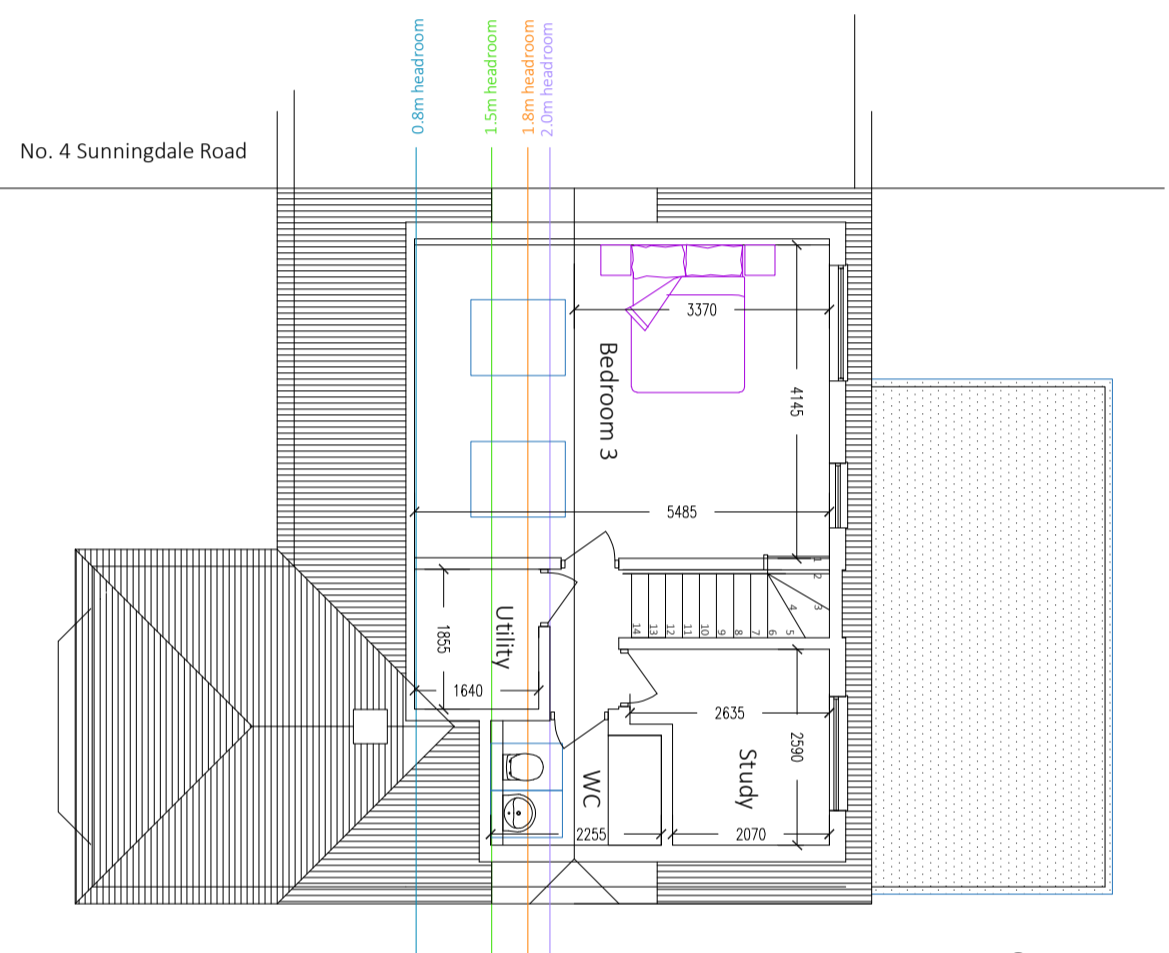 0.8m headroom
1.5m headroom
1.8m headroom
2.0m headroom
No. 4 Sunningdale Road
3370
Bedroom 3
4145
5485
1
2
3
4
5
6
7
8
9
10
11
12
13
14
Utility
1855
1640
2635
2590
Study
WC
2255
2070